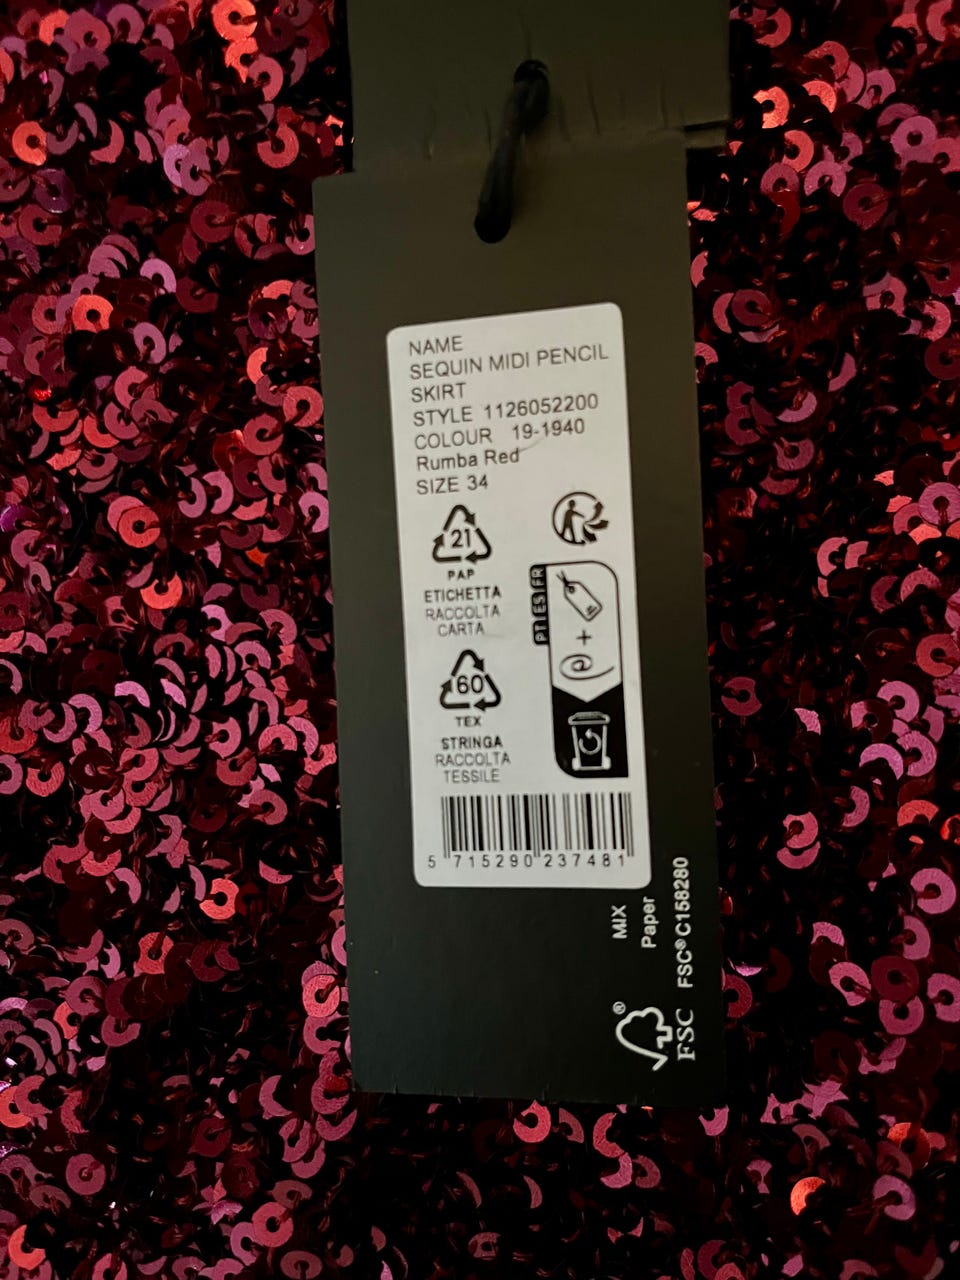 NAME
SEQUIN MIDI PENCIL
SKIRT
STYLE 1126052200
COLOUR 19-1940
Rumba Red
SIZE 34
21
PAP
ETICHETTA
RACCOLTA
CARTA
60
TEX
STRINGA
RACCOLTA
TESSILE
PT|ES|FR
+
5 715290 237481
MIX
Paper
FSC® C158280
FSC®